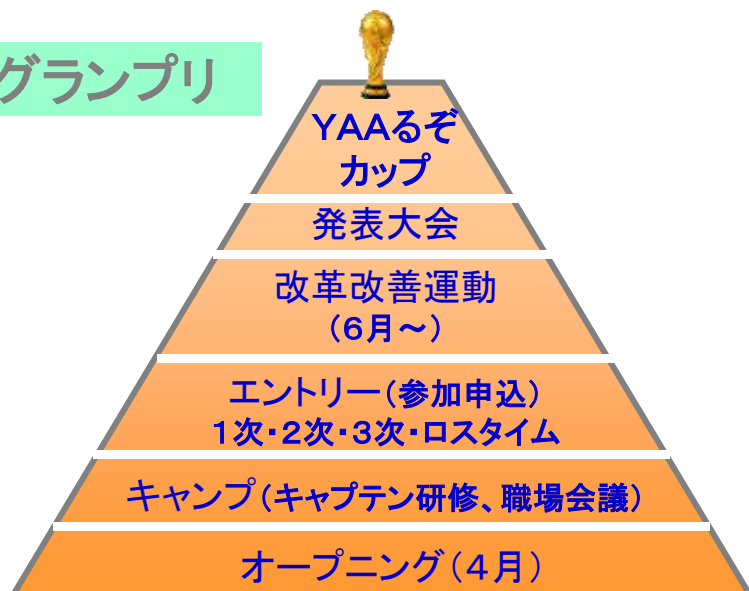 グランプリ
ＹＡＡるぞ
カップ
発表大会
改革改善運動
（６月～）
エントリー（参加申込）
１次・２次・３次・ロスタイム
キャンプ（キャプテン研修、職場会議）
オープニング（４月）